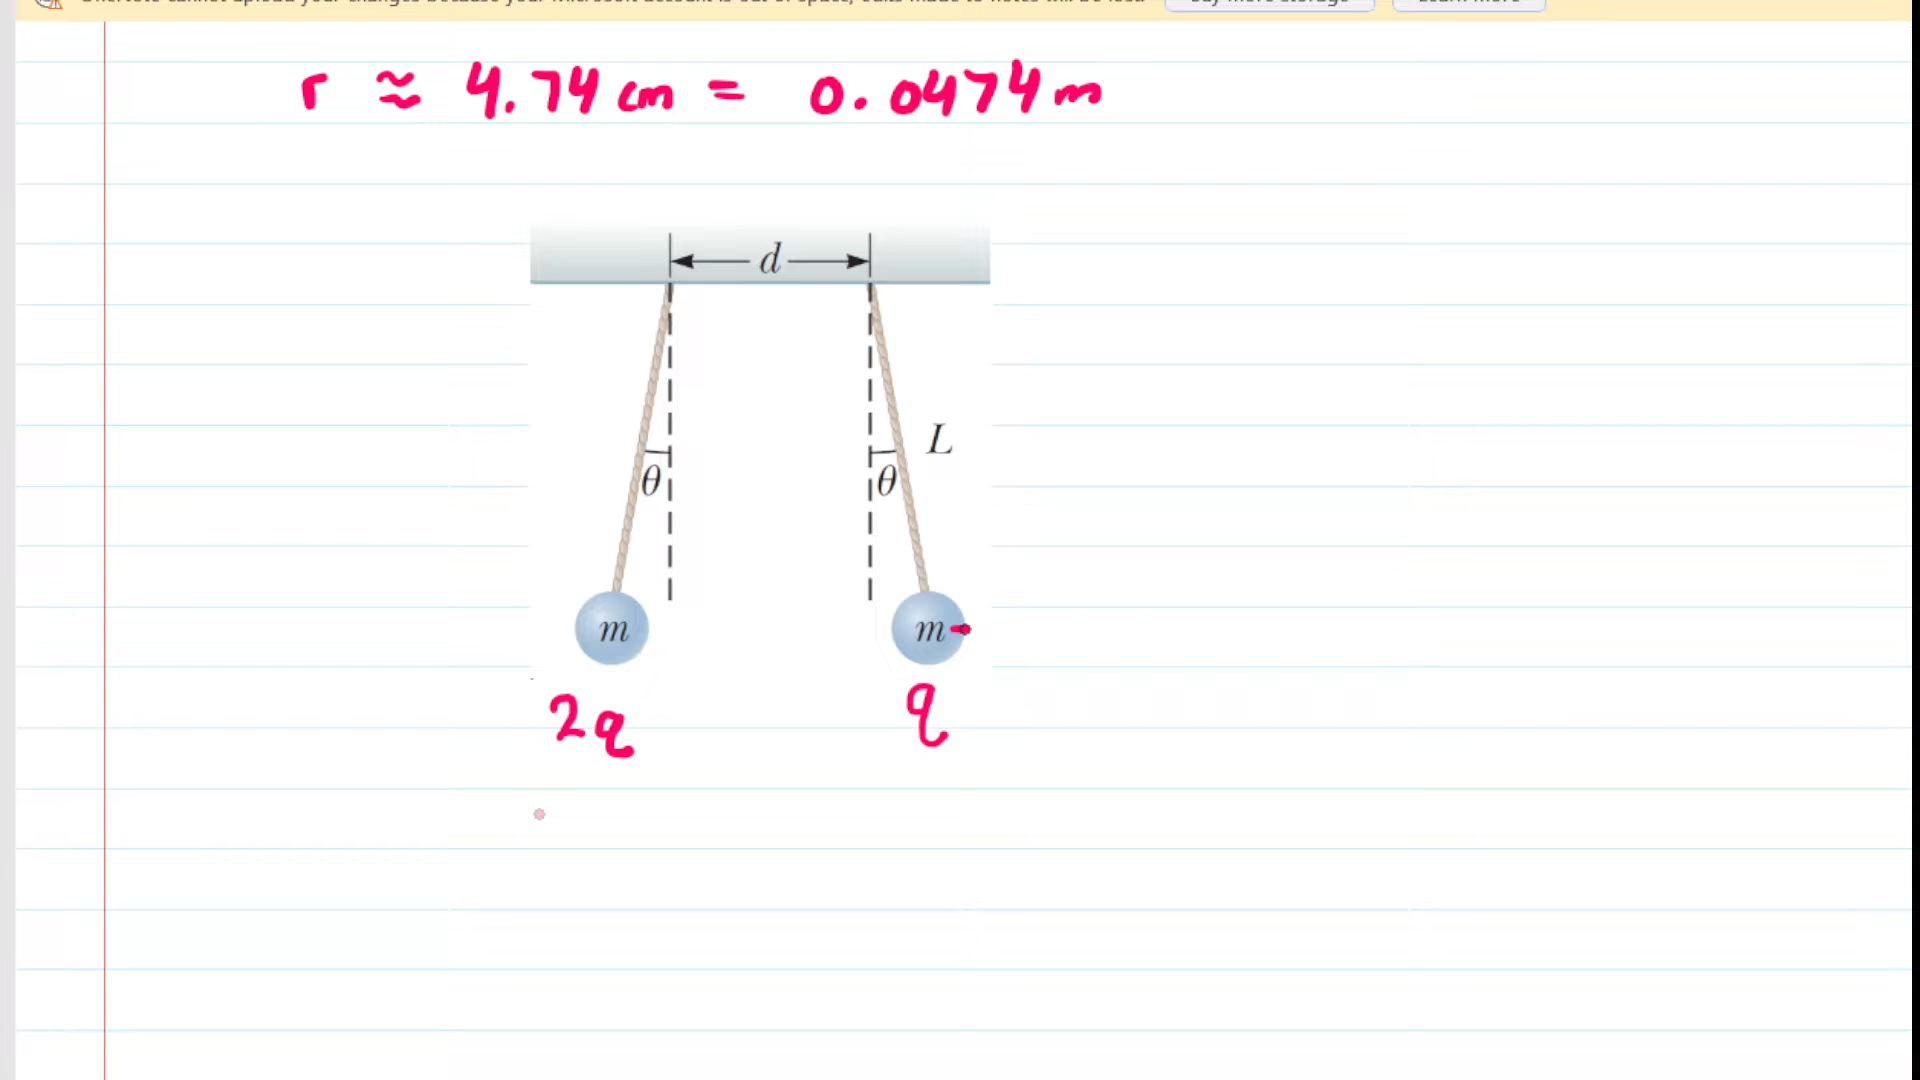 r ≈ 4.74 cm = 0.0474 m
d
L
θ θ
m m
2q q